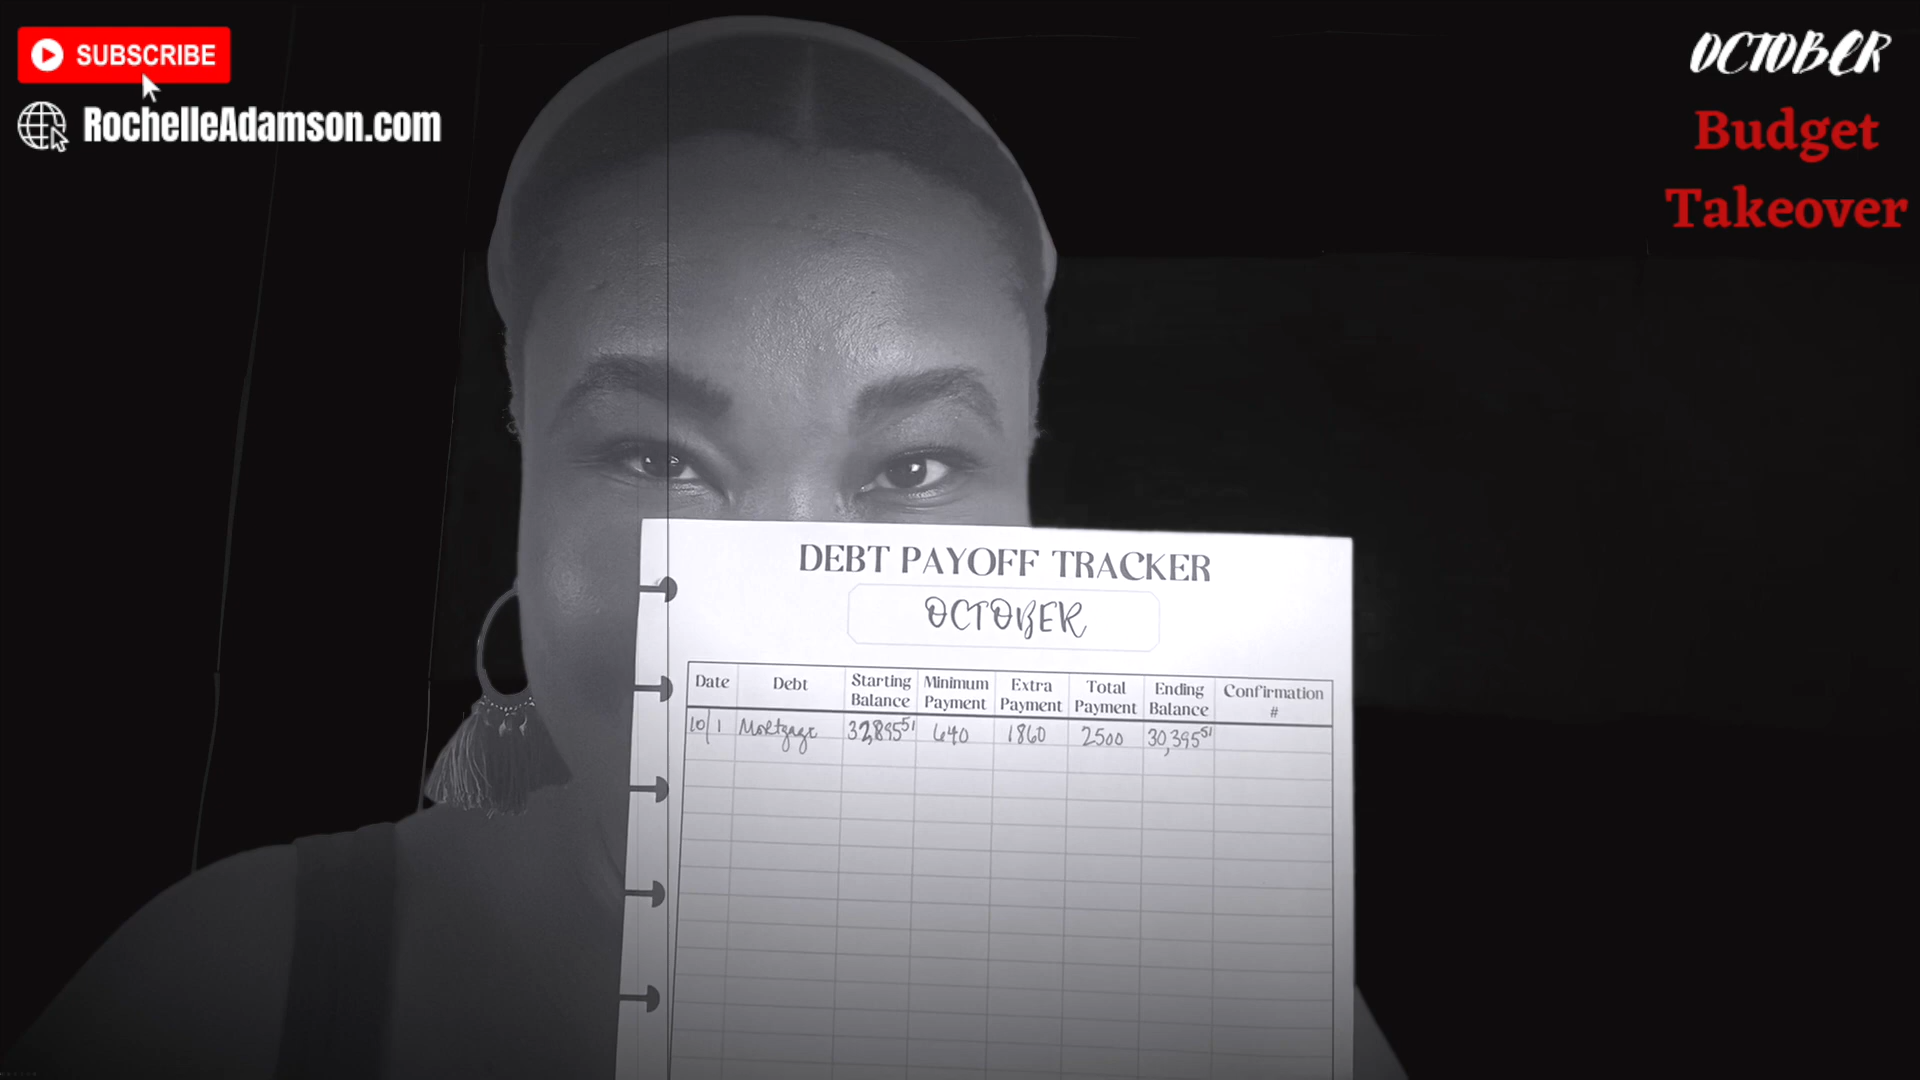 SUBSCRIBE
RochelleAdamson.com
OCTOBER
Budget
Takeover
DEBT PAYOFF TRACKER
OCTOBER
Date Debt Starting Balance Minimum Payment Extra Payment Total Payment Ending Balance Confirmation #
10/1 Mortgage 32,895.51 640 1860 2500 30,395.51